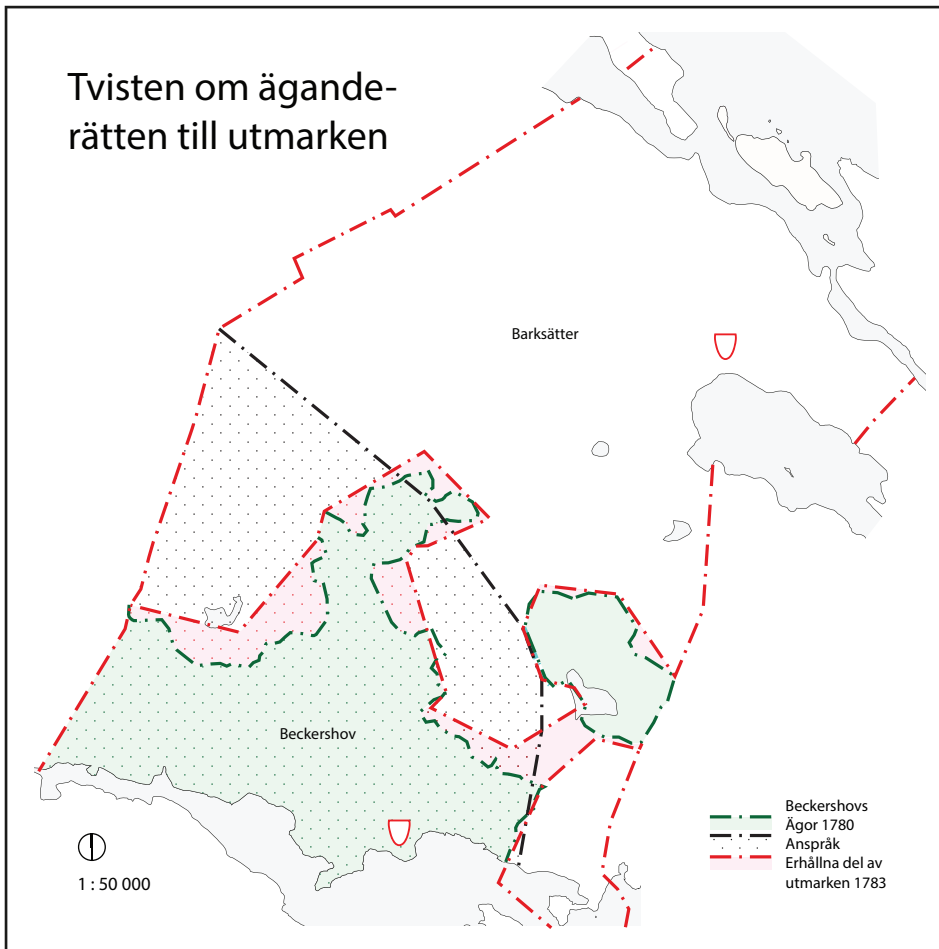 Tvisten om ägande-
rätten till utmarken
Barksätter
Beckershov
Beckershovs
Ägor 1780
Anspråk
Erhållna del av
utmarken 1783
1 : 50 000